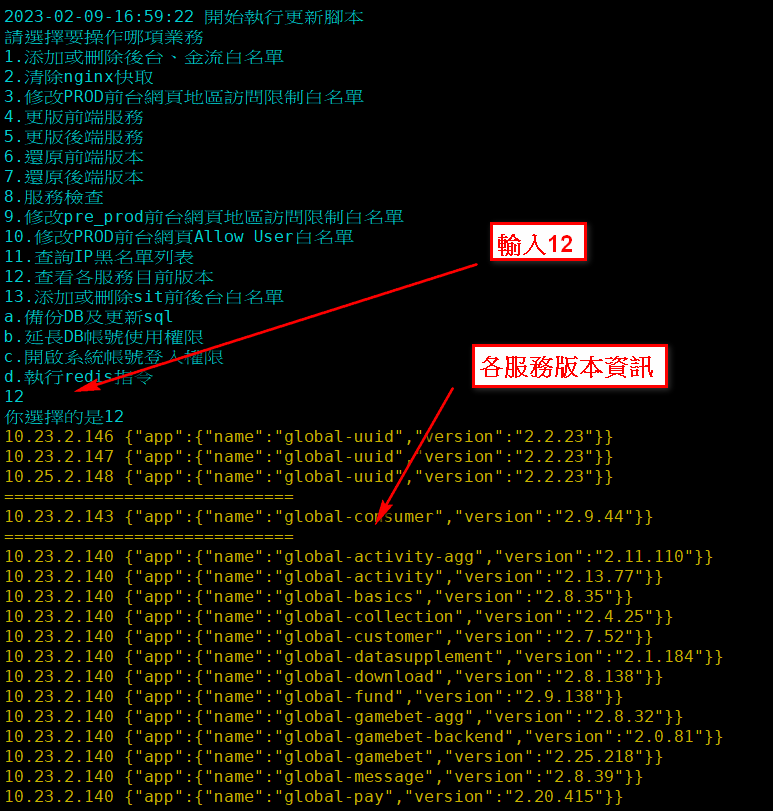 2023-02-09-16:59:22 開始執行更新腳本
請選擇要操作哪項業務
1.添加或刪除後台、金流白名單
2.清除nginx快取
3.修改PROD前台網頁地區訪問限制白名單
4.更版前端服務
5.更版後端服務
6.還原前端版本
7.還原後端版本
8.服務檢查
9.修改pre_prod前台網頁地區訪問限制白名單
10.修改PROD前台網頁Allow User白名單
輸入12
11.查詢IP黑名單列表
12.查看各服務目前版本
13.添加或刪除sit前後台白名單
a.備份DB及更新sql
b.延長DB帳號使用權限
c.開啟系統帳號登入權限
各服務版本資訊
d.執行redis指令
12
你選擇的是12
10.23.2.146 {"app":{"name":"global-uuid","version":"2.2.23"}}
10.23.2.147 {"app":{"name":"global-uuid","version":"2.2.23"}}
10.25.2.148 {"app":{"name":"global-uuid","version":"2.2.23"}}
=============================
10.23.2.143 {"app":{"name":"global-consumer","version":"2.9.44"}}
=============================
10.23.2.140 {"app":{"name":"global-activity-agg","version":"2.11.110"}}
10.23.2.140 {"app":{"name":"global-activity","version":"2.13.77"}}
10.23.2.140 {"app":{"name":"global-basics","version":"2.8.35"}}
10.23.2.140 {"app":{"name":"global-collection","version":"2.4.25"}}
10.23.2.140 {"app":{"name":"global-customer","version":"2.7.52"}}
10.23.2.140 {"app":{"name":"global-datasupplement","version":"2.1.184"}}
10.23.2.140 {"app":{"name":"global-download","version":"2.8.138"}}
10.23.2.140 {"app":{"name":"global-fund","version":"2.9.138"}}
10.23.2.140 {"app":{"name":"global-gamebet-agg","version":"2.8.32"}}
10.23.2.140 {"app":{"name":"global-gamebet-backend","version":"2.0.81"}}
10.23.2.140 {"app":{"name":"global-gamebet","version":"2.25.218"}}
10.23.2.140 {"app":{"name":"global-message","version":"2.8.39"}}
10.23.2.140 {"app":{"name":"global-pay","version":"2.20.415"}}